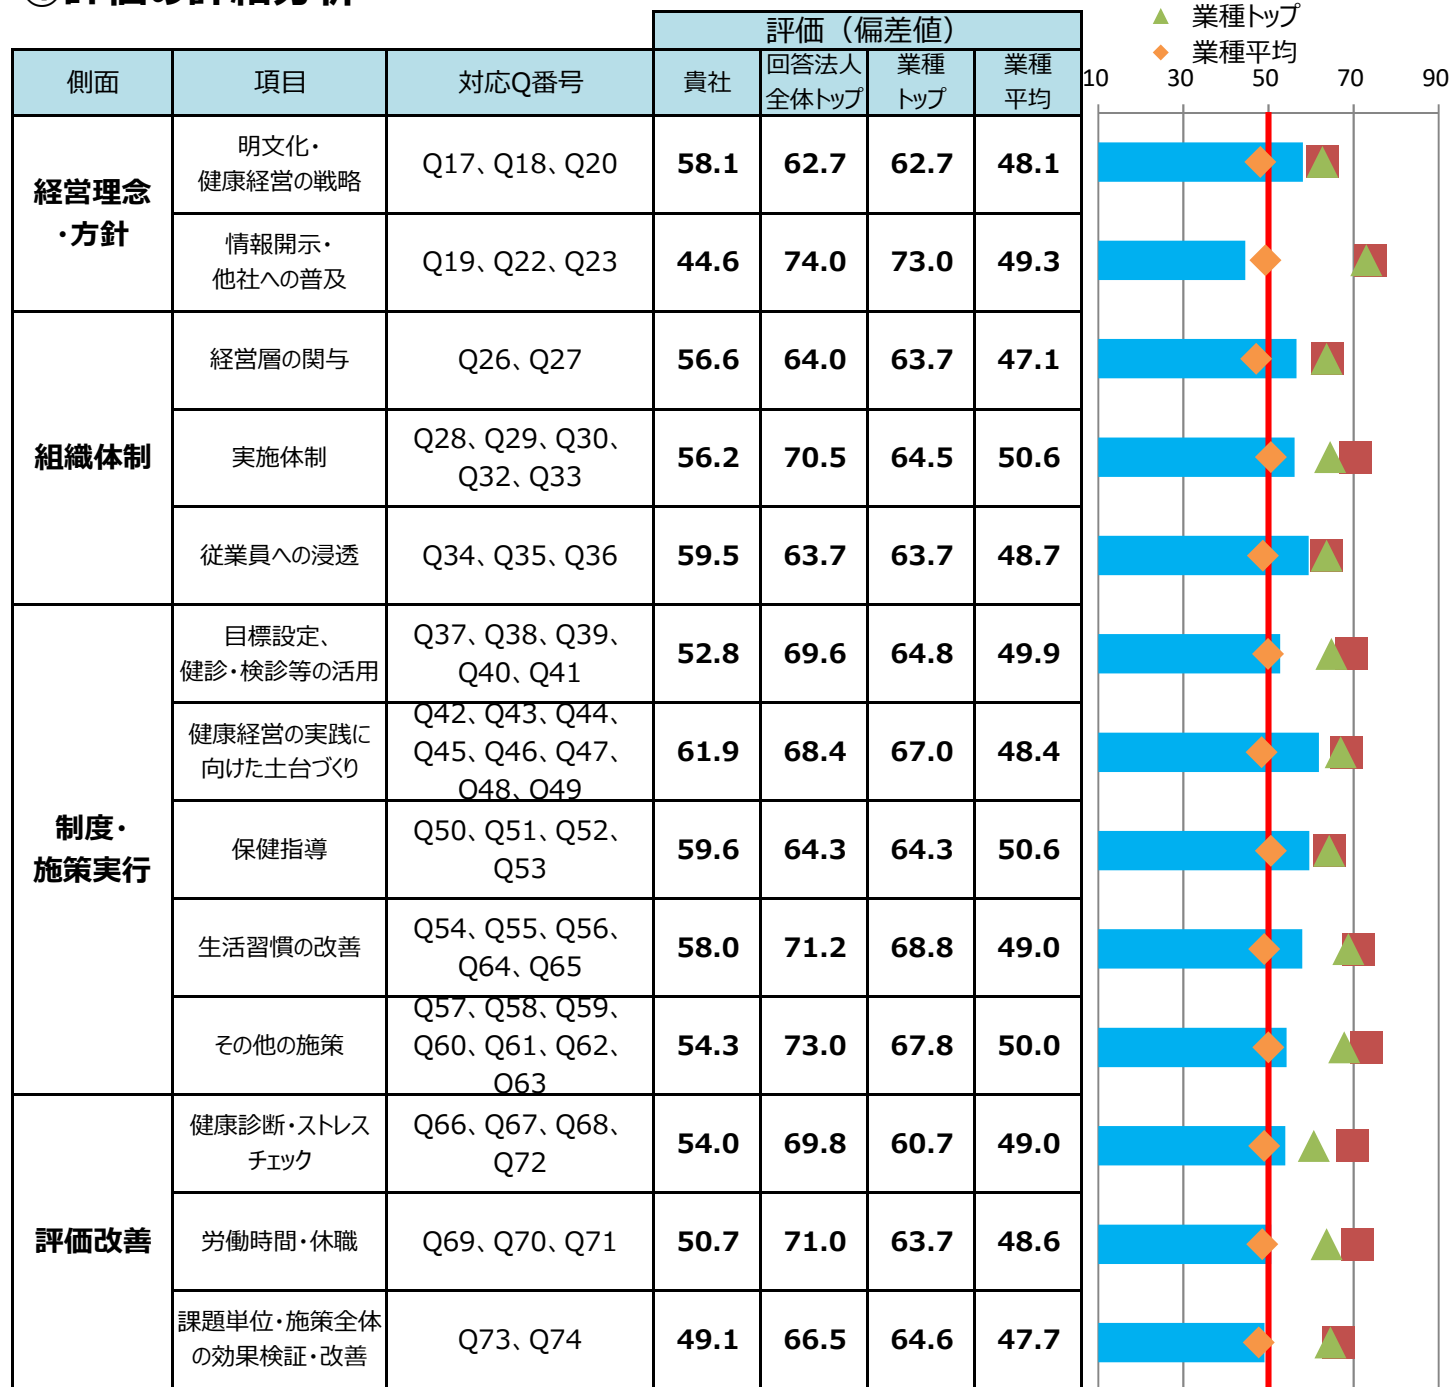 評価（偏差値）
▲ 業種トップ
◆ 業種平均
側面 項目 対応Q番号 貴社 回答法人 業種 業種
全体トップ トップ 平均
10 30 50 70 90
経営理念
・方針
明文化・
健康経営の戦略
Q17、Q18、Q20 58.1 62.7 62.7 48.1
情報開示・
他社への普及
Q19、Q22、Q23 44.6 74.0 73.0 49.3
組織体制
経営層の関与 Q26、Q27 56.6 64.0 63.7 47.1
実施体制
Q28、Q29、Q30、
Q32、Q33
56.2 70.5 64.5 50.6
従業員への浸透 Q34、Q35、Q36 59.5 63.7 63.7 48.7
制度・
施策実行
目標設定、
健診・検診等の活用
Q37、Q38、Q39、
Q40、Q41
52.8 69.6 64.8 49.9
健康経営の実践に
向けた土台づくり
Q42、Q43、Q44、
Q45、Q46、Q47、
Q48、Q49
61.9 68.4 67.0 48.4
保健指導
Q50、Q51、Q52、
Q53
59.6 64.3 64.3 50.6
生活習慣の改善
Q54、Q55、Q56、
Q64、Q65
58.0 71.2 68.8 49.0
その他の施策
Q57、Q58、Q59、
Q60、Q61、Q62、
Q63
54.3 73.0 67.8 50.0
評価改善
健康診断・ストレス
チェック
Q66、Q67、Q68、
Q72
54.0 69.8 60.7 49.0
労働時間・休職 Q69、Q70、Q71 50.7 71.0 63.7 48.6
課題単位・施策全体
の効果検証・改善
Q73、Q74 49.1 66.5 64.6 47.7